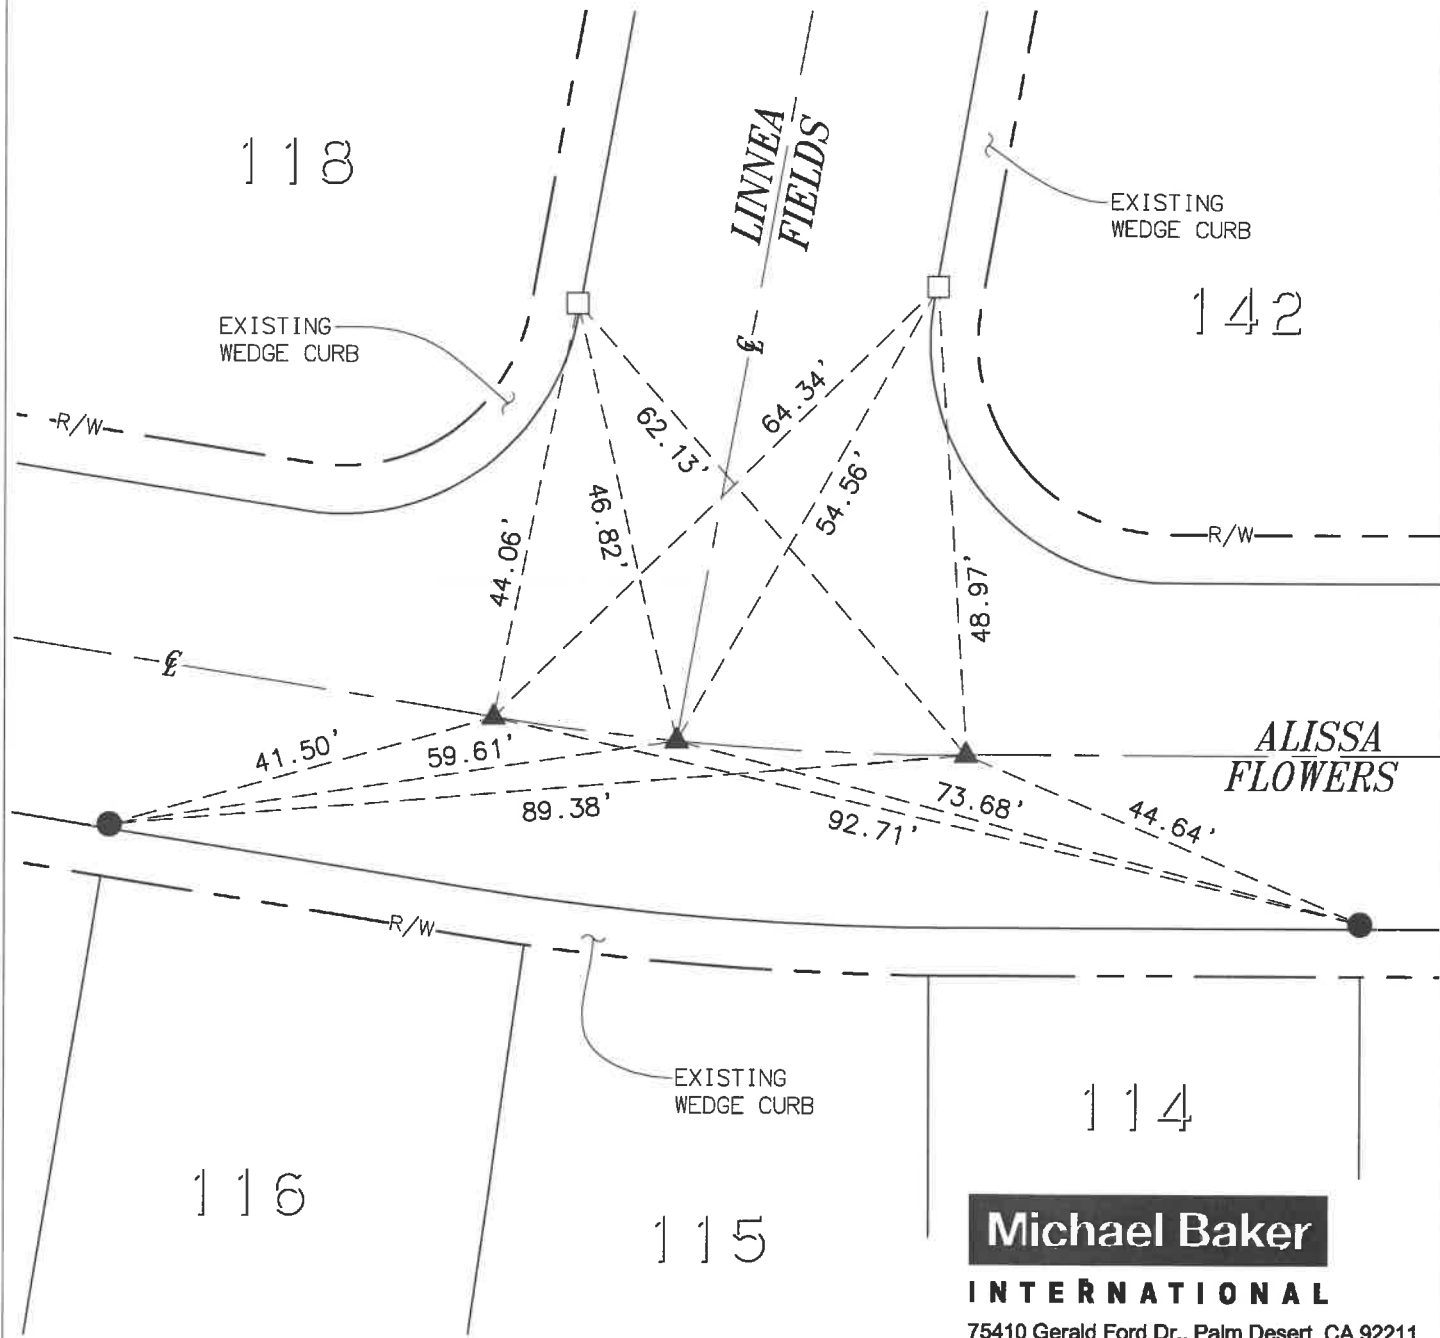 118
LINNEA
FIELDS
EXISTING
WEDGE CURB
142
EXISTING
WEDGE CURB
℄
R/W
62.13'
64.34'
54.56'
46.82'
44.06'
48.97'
R/W
℄
41.50'
59.61'
89.38'
ALISSA
FLOWERS
73.68'
92.71'
44.64'
R/W
EXISTING
WEDGE CURB
114
116
115
Michael Baker
INTERNATIONAL
75410 Gerald Ford Dr., Palm Desert, CA 92211